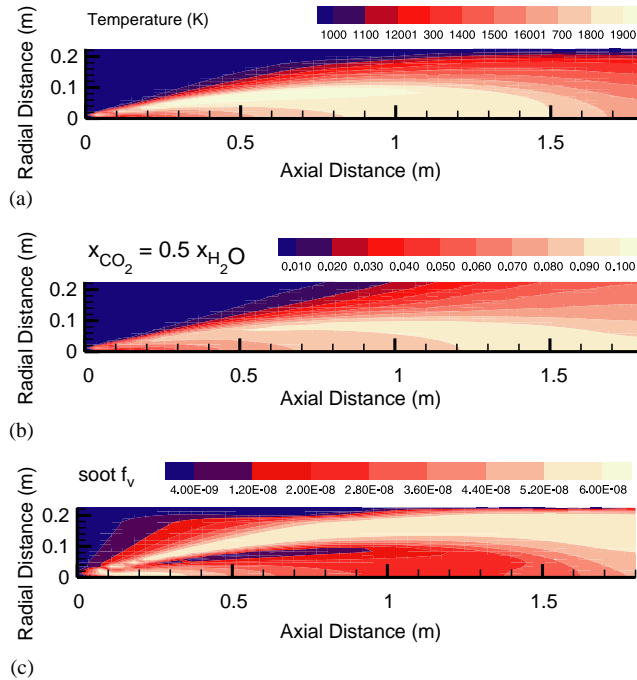 Temperature (K)
1000 1100 12001 300 1400 1500 16001 700 1800 1900
Radial Distance (m)
0.2
0.1
0
0 0.5 1 1.5
Axial Distance (m)
(a)
x_CO_2 = 0.5 x_H_2O
0.010 0.020 0.030 0.040 0.050 0.060 0.070 0.080 0.090 0.100
Radial Distance (m)
0.2
0.1
0
0 0.5 1 1.5
Axial Distance (m)
(b)
soot f_v
4.00E-09 1.20E-08 2.00E-08 2.80E-08 3.60E-08 4.40E-08 5.20E-08 6.00E-08
Radial Distance (m)
0.2
0.1
0
0 0.5 1 1.5
Axial Distance (m)
(c)